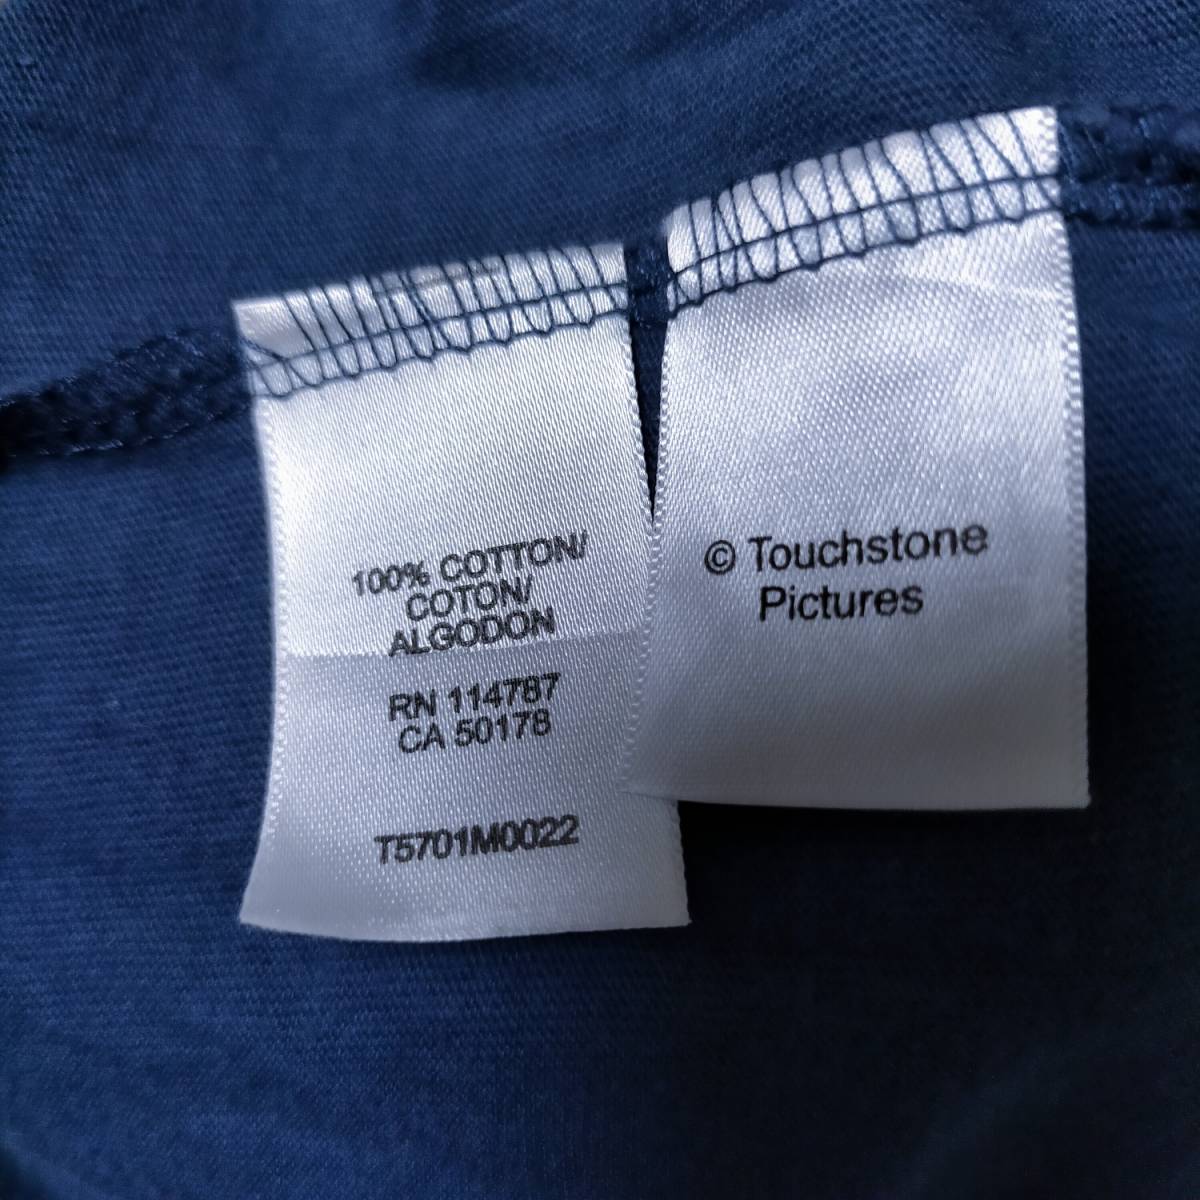 100% COTTON/
COTON/
ALGODON
RN 114787
CA 50178
T5701M0022
© Touchstone
Pictures